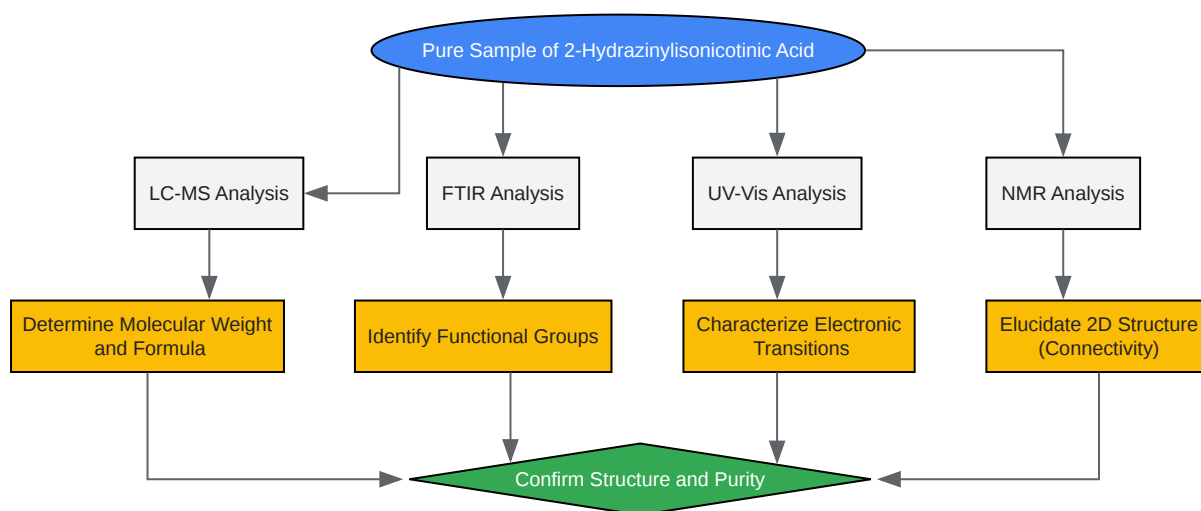 Pure Sample of 2-Hydrazinylisonicotinic Acid
LC-MS Analysis
FTIR Analysis
UV-Vis Analysis
NMR Analysis
Determine Molecular Weight
and Formula
Identify Functional Groups
Characterize Electronic
Transitions
Elucidate 2D Structure
(Connectivity)
Confirm Structure and Purity